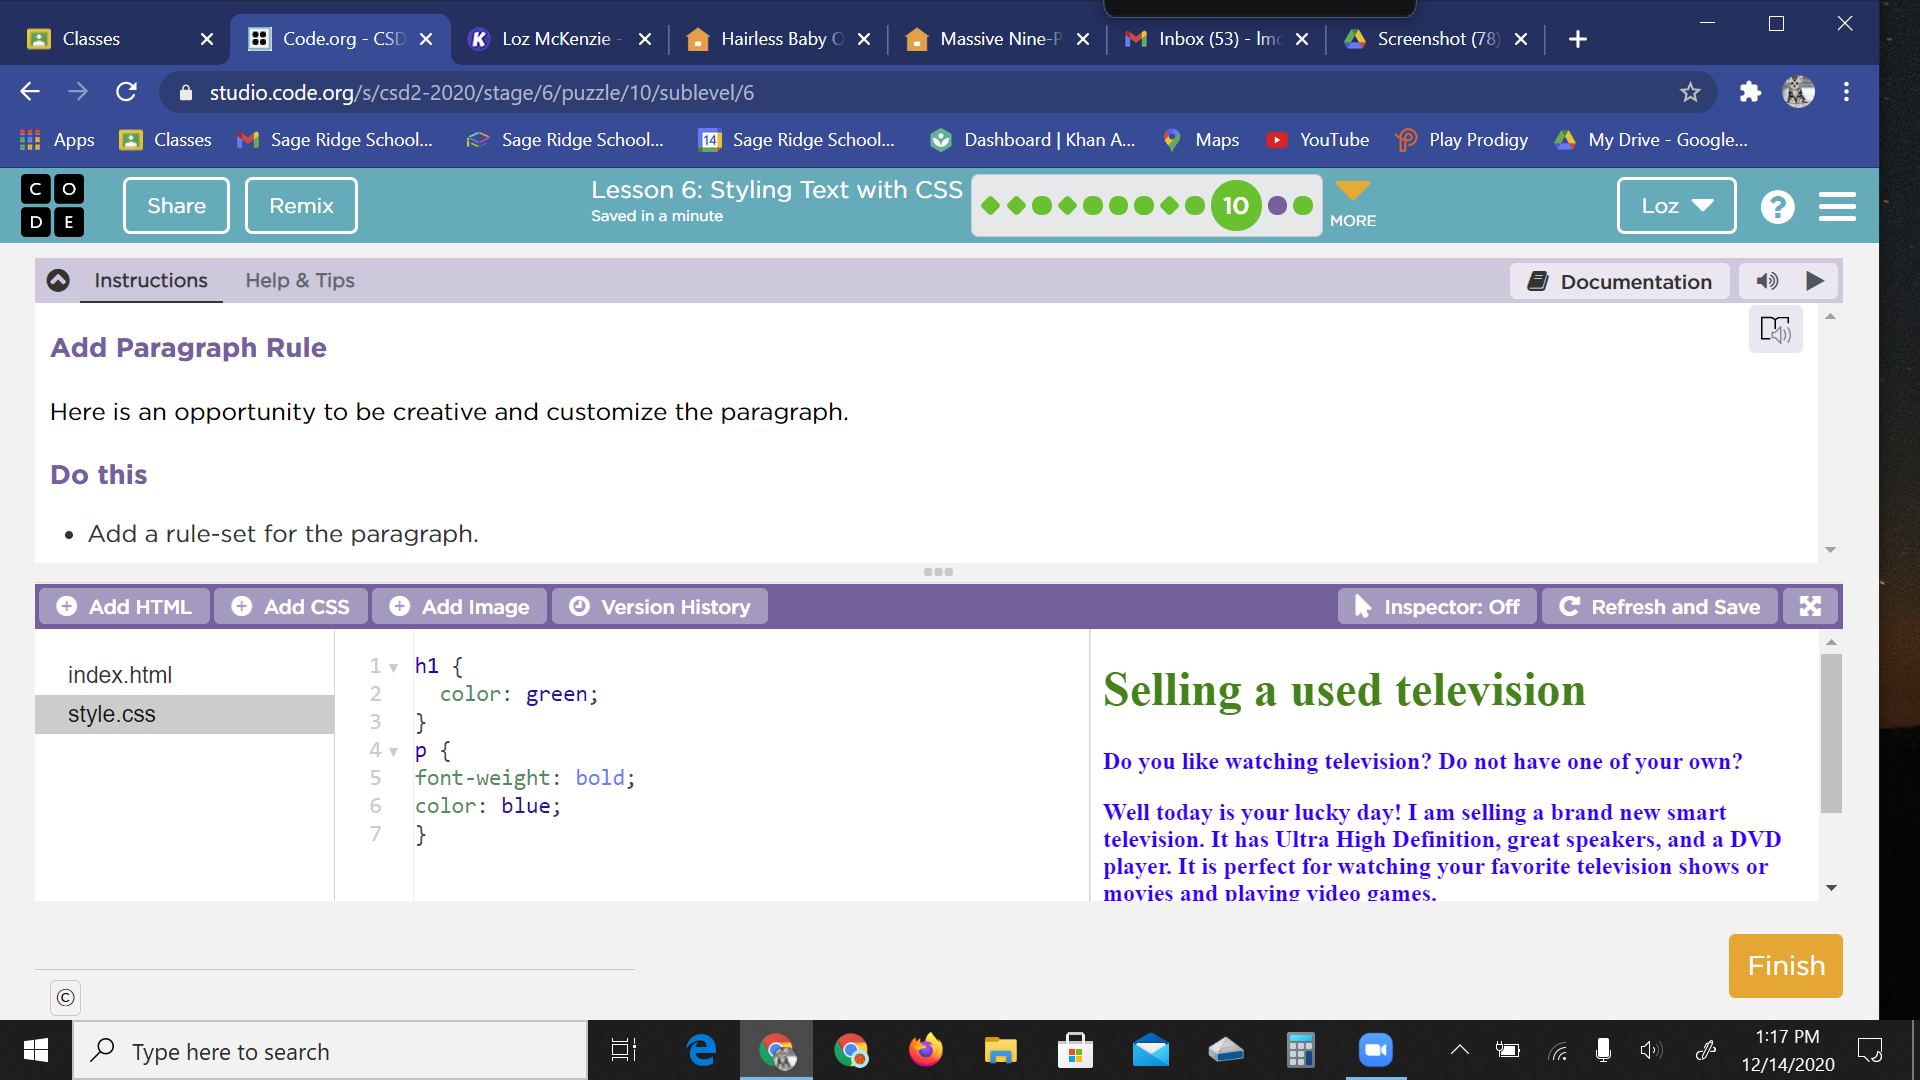 Classes
Code.org - CSD
Loz McKenzie -
Hairless Baby O
Massive Nine-P
Inbox (53) - lmc
Screenshot (78)
studio.code.org/s/csd2-2020/stage/6/puzzle/10/sublevel/6
Apps
Classes
Sage Ridge School...
Sage Ridge School...
14
Sage Ridge School...
Dashboard | Khan A...
Maps
YouTube
Play Prodigy
My Drive - Google...
C O
D E
Share
Remix
Lesson 6: Styling Text with CSS
Saved in a minute
10
MORE
Loz
?
Instructions
Help & Tips
Documentation
Add Paragraph Rule
Here is an opportunity to be creative and customize the paragraph.
Do this
• Add a rule-set for the paragraph.
Add HTML
Add CSS
Add Image
Version History
Inspector: Off
Refresh and Save
index.html
style.css
1 h1 {
2 color: green;
3 }
4 p {
5 font-weight: bold;
6 color: blue;
7 }
Selling a used television
Do you like watching television? Do not have one of your own?
Well today is your lucky day! I am selling a brand new smart
television. It has Ultra High Definition, great speakers, and a DVD
player. It is perfect for watching your favorite television shows or
movies and playing video games.
Finish
©
Type here to search
1:17 PM
12/14/2020